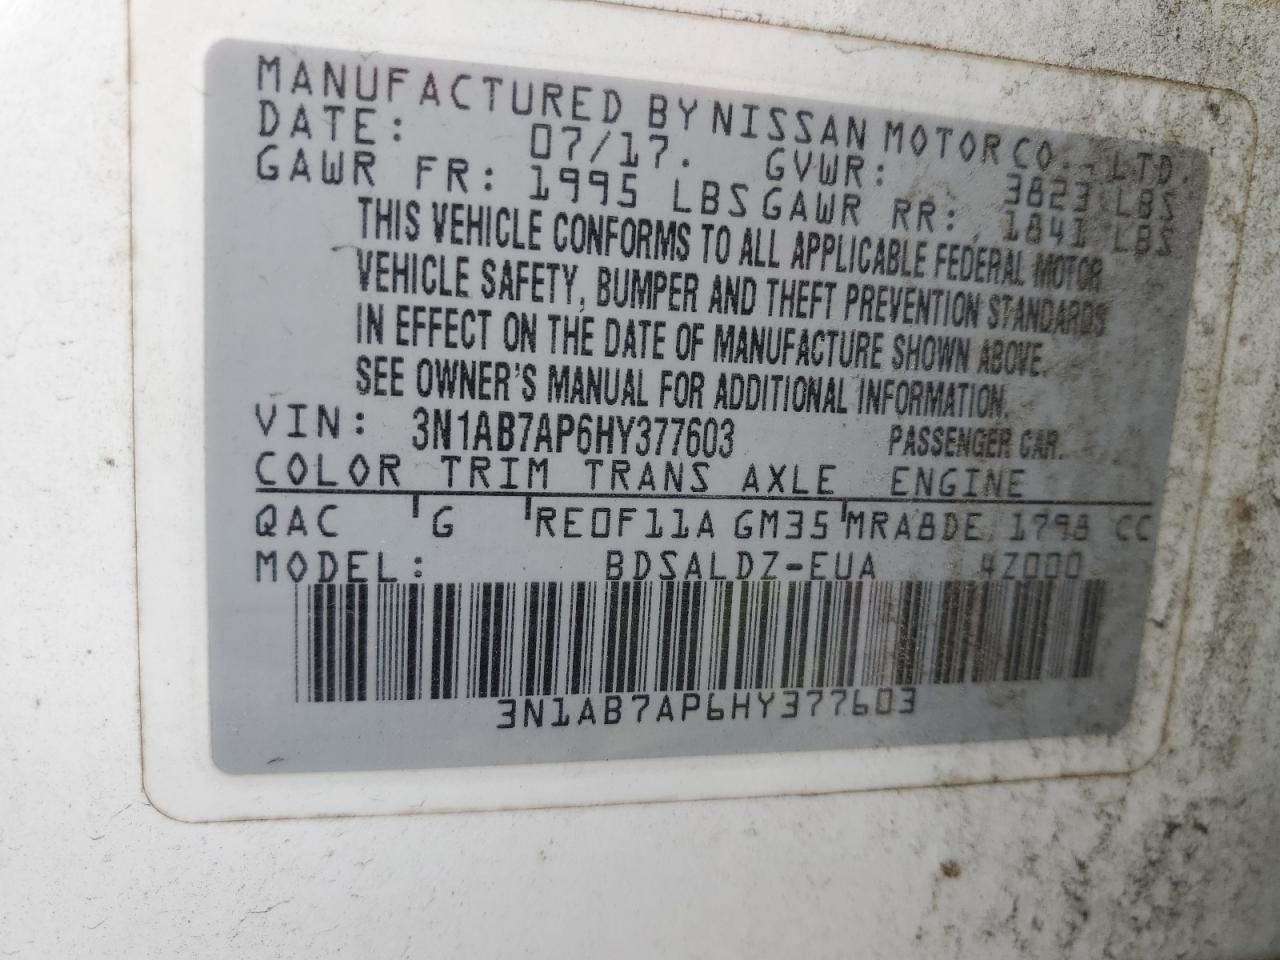 MANUFACTURED BY NISSAN MOTOR CO., LTD.
DATE: 07/17. GVWR: 3823 LBS
GAWR FR: 1995 LBS GAWR RR: 1841 LBS
THIS VEHICLE CONFORMS TO ALL APPLICABLE FEDERAL MOTOR
VEHICLE SAFETY, BUMPER AND THEFT PREVENTION STANDARDS
IN EFFECT ON THE DATE OF MANUFACTURE SHOWN ABOVE.
SEE OWNER'S MANUAL FOR ADDITIONAL INFORMATION.
VIN: 3N1AB7AP6HY377603 PASSENGER CAR.
COLOR TRIM TRANS AXLE ENGINE
QAC G RE0F11A GM35 MRA8DE 1798 CC
MODEL: BDSALDZ-EUA 4Z000
3N1AB7AP6HY377603